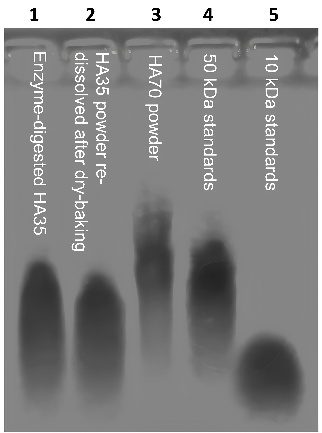 1 2 3 4 5
Enzyme-digested HA35
HA35 powder re-
dissolved after dry-baking
HA70 powder
50 kDa standards
10 kDa standards